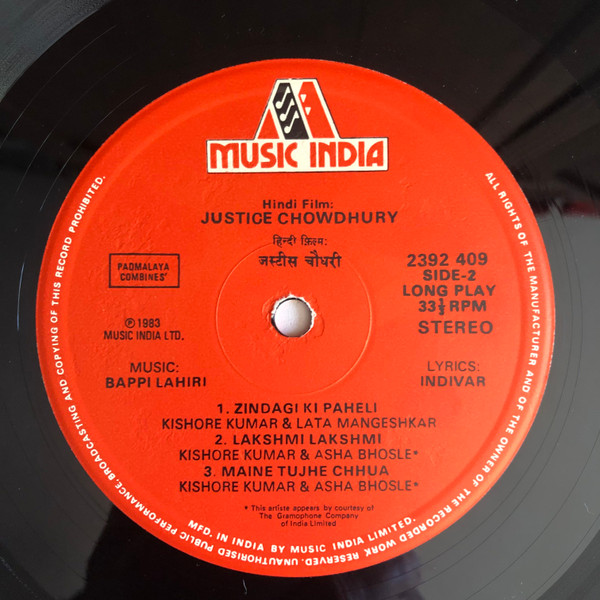 MUSIC INDIA
Hindi Film:
JUSTICE CHOWDHURY
हिन्दी फ़िल्म:
जस्टीस चौधरी
PADMALAYA
COMBINES'
℗ 1983
MUSIC INDIA LTD.
2392 409
SIDE-2
LONG PLAY
33⅓ RPM
STEREO
MUSIC:
BAPPI LAHIRI
LYRICS:
INDIVAR
1. ZINDAGI KI PAHELI
KISHORE KUMAR & LATA MANGESHKAR
2. LAKSHMI LAKSHMI
KISHORE KUMAR & ASHA BHOSLE*
3. MAINE TUJHE CHHUA
KISHORE KUMAR & ASHA BHOSLE*
* This artiste appears by courtesy of
The Gramophone Company
of India Limited
MFD. IN INDIA BY MUSIC INDIA LIMITED.
ALL RIGHTS OF THE MANUFACTURER AND OF THE OWNER OF THE RECORDED WORK RESERVED. UNAUTHORISED PUBLIC PERFORMANCE, BROADCASTING AND COPYING OF THIS RECORD PROHIBITED.